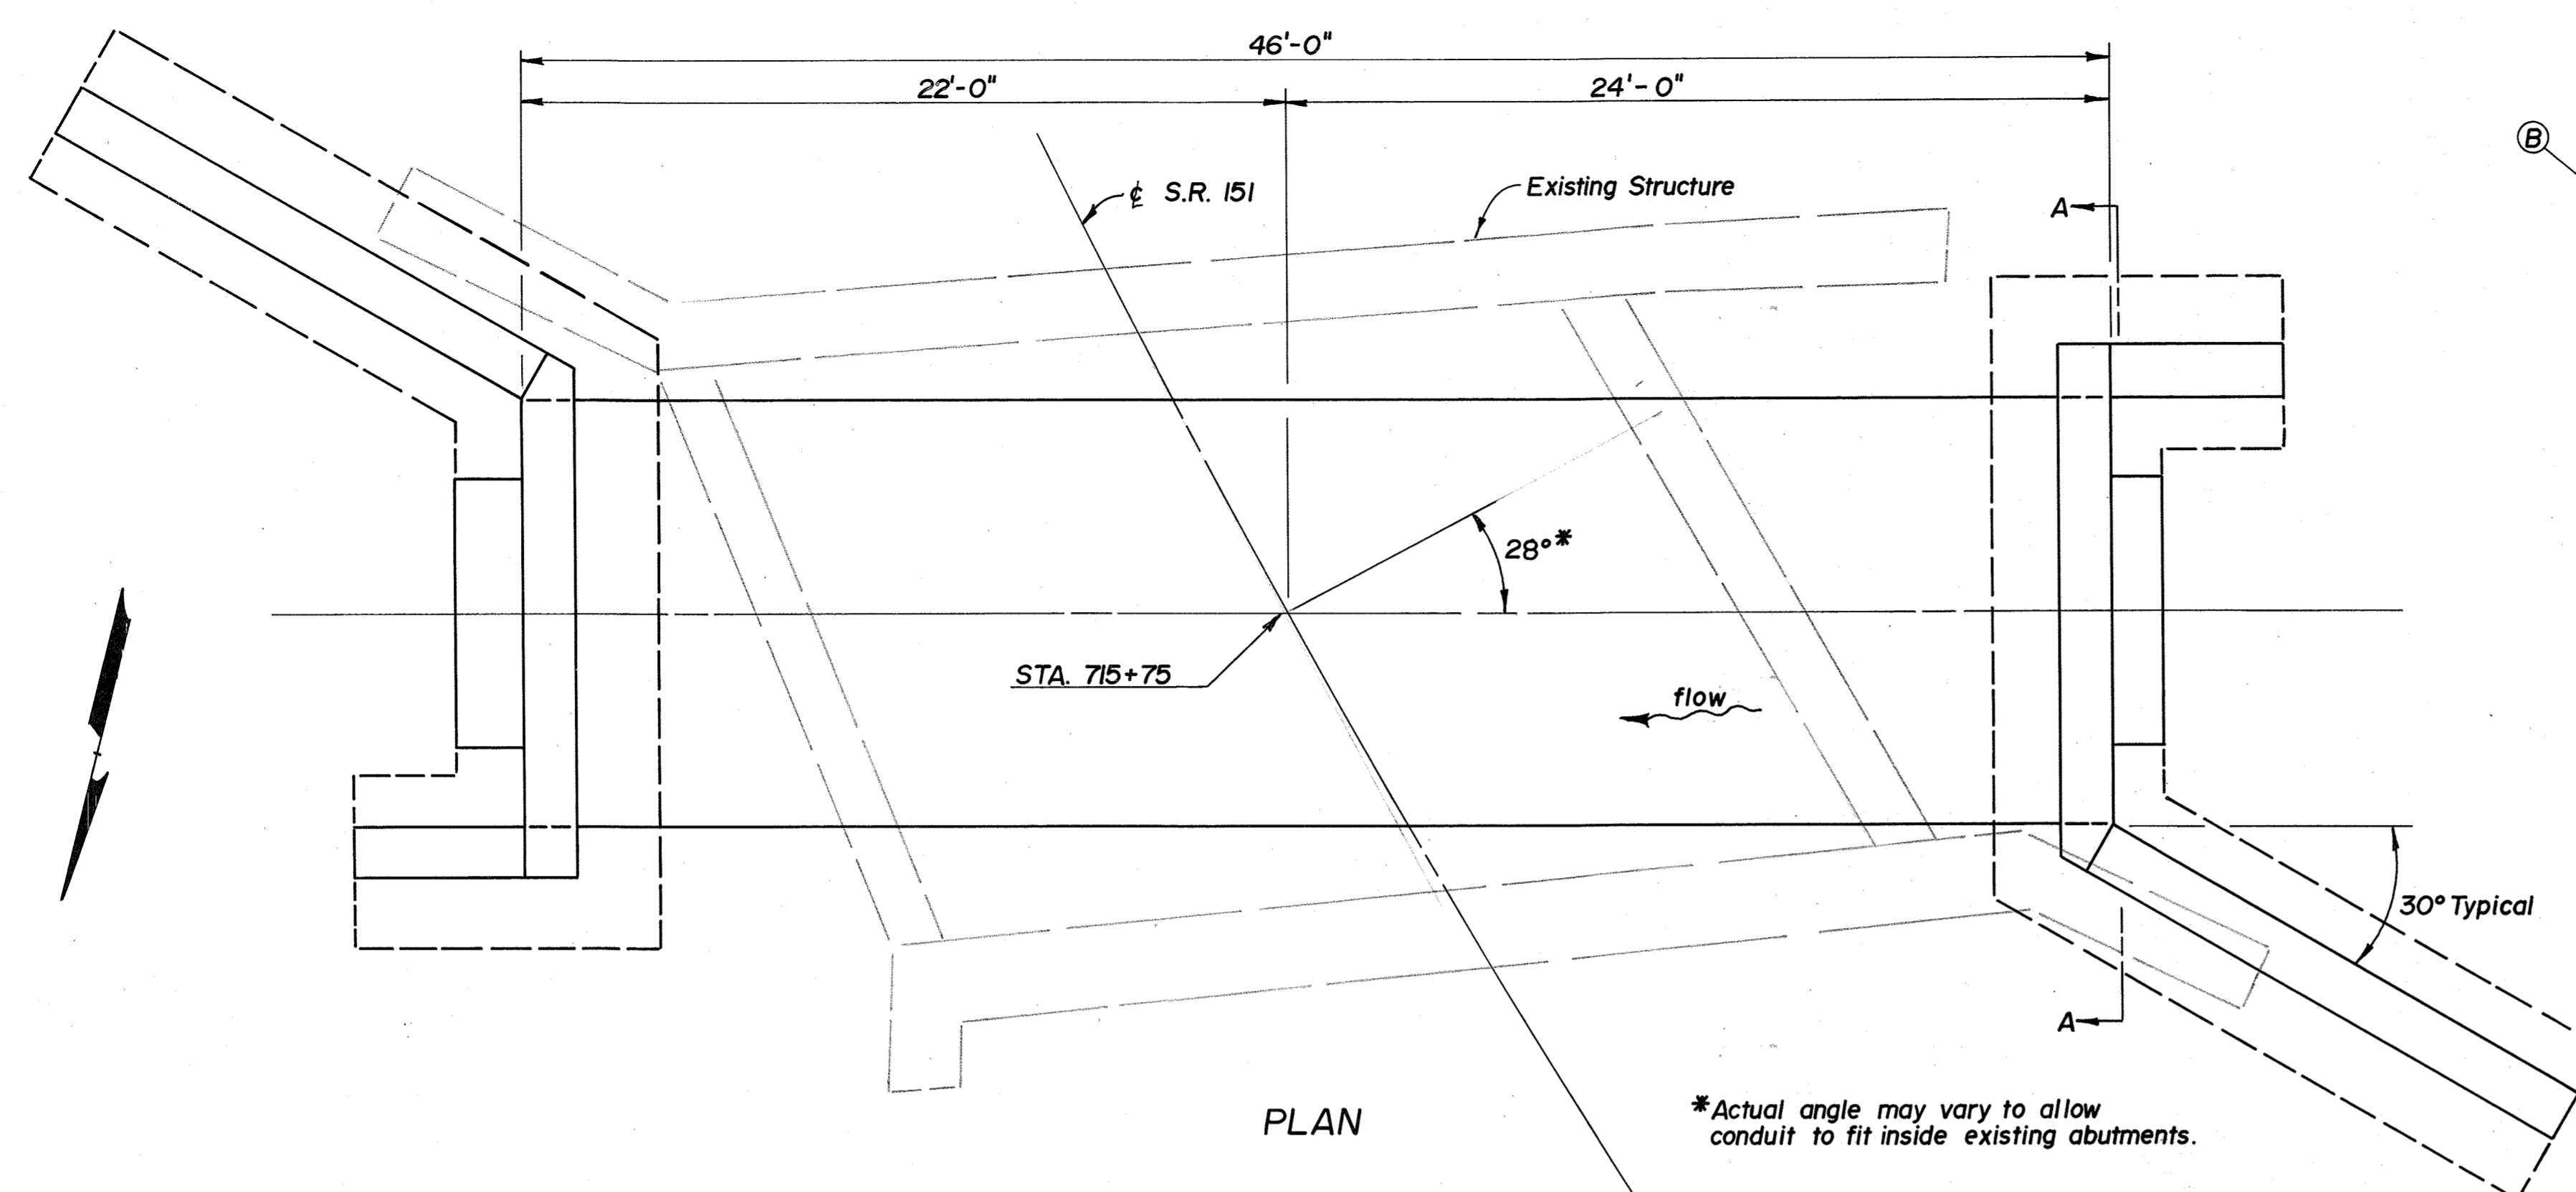 46'-0"
22'-0"
24'-0"
B
℄ S.R. 151
Existing Structure
A
28°*
STA. 715+75
flow
30° Typical
A
PLAN
*Actual angle may vary to allow
conduit to fit inside existing abutments.